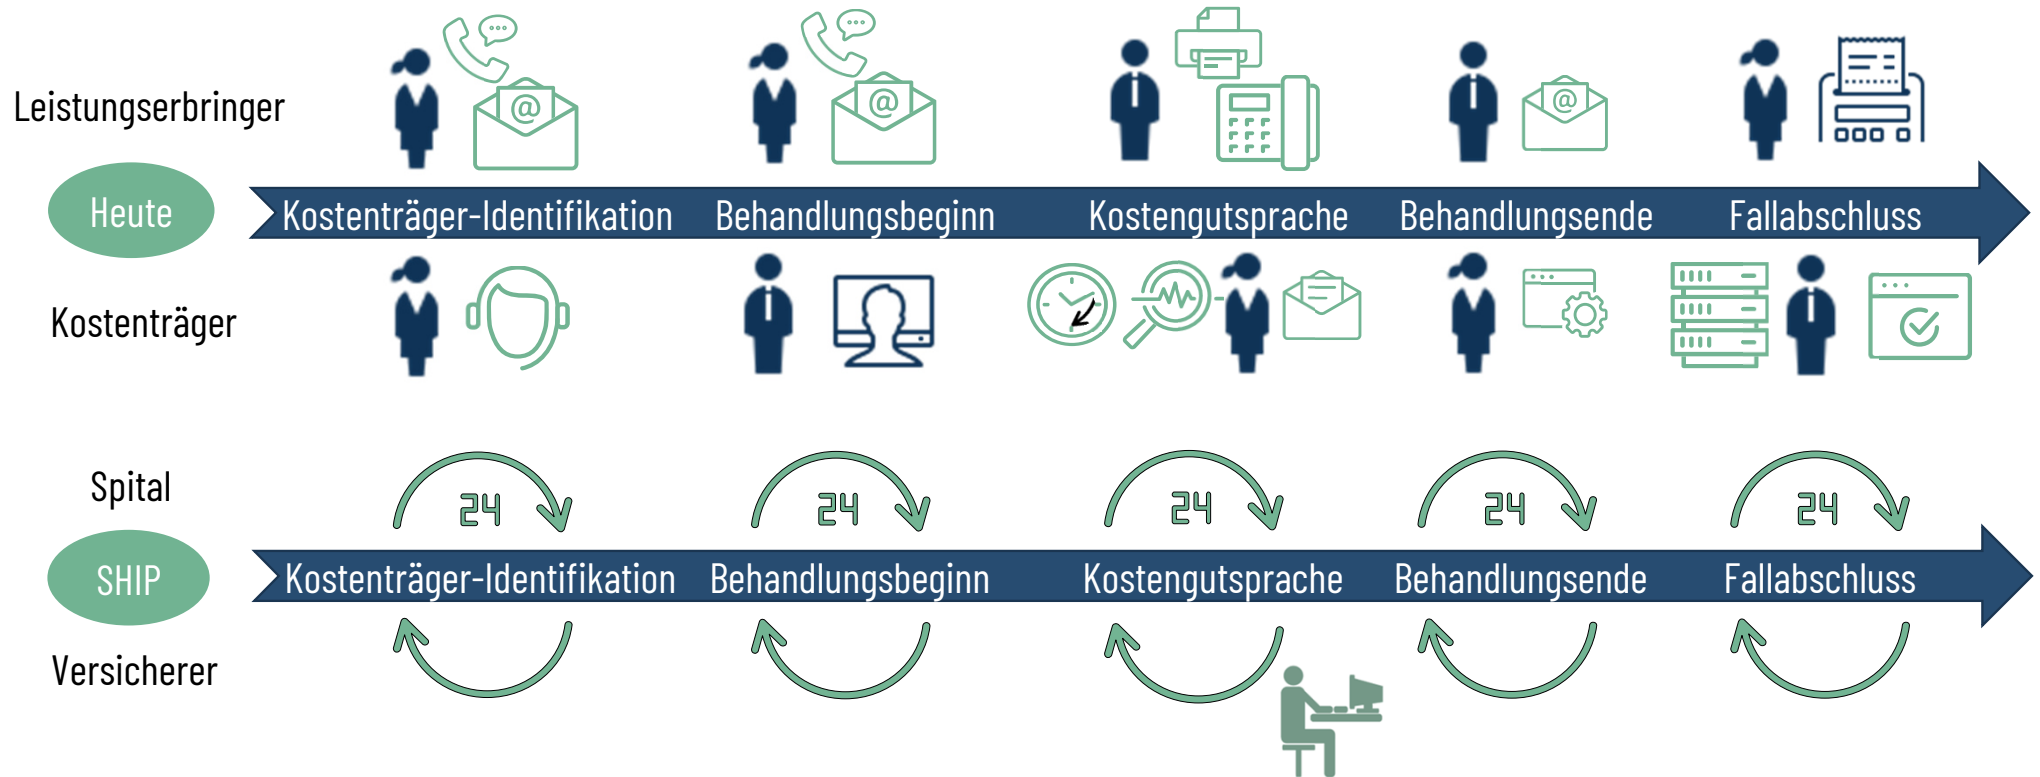 Leistungserbringer
@
@
@
Heute
Kostenträger-Identifikation Behandlungsbeginn Kostengutsprache Behandlungsende Fallabschluss
Kostenträger
Spital
24 24 24 24 24
SHIP
Kostenträger-Identifikation Behandlungsbeginn Kostengutsprache Behandlungsende Fallabschluss
Versicherer